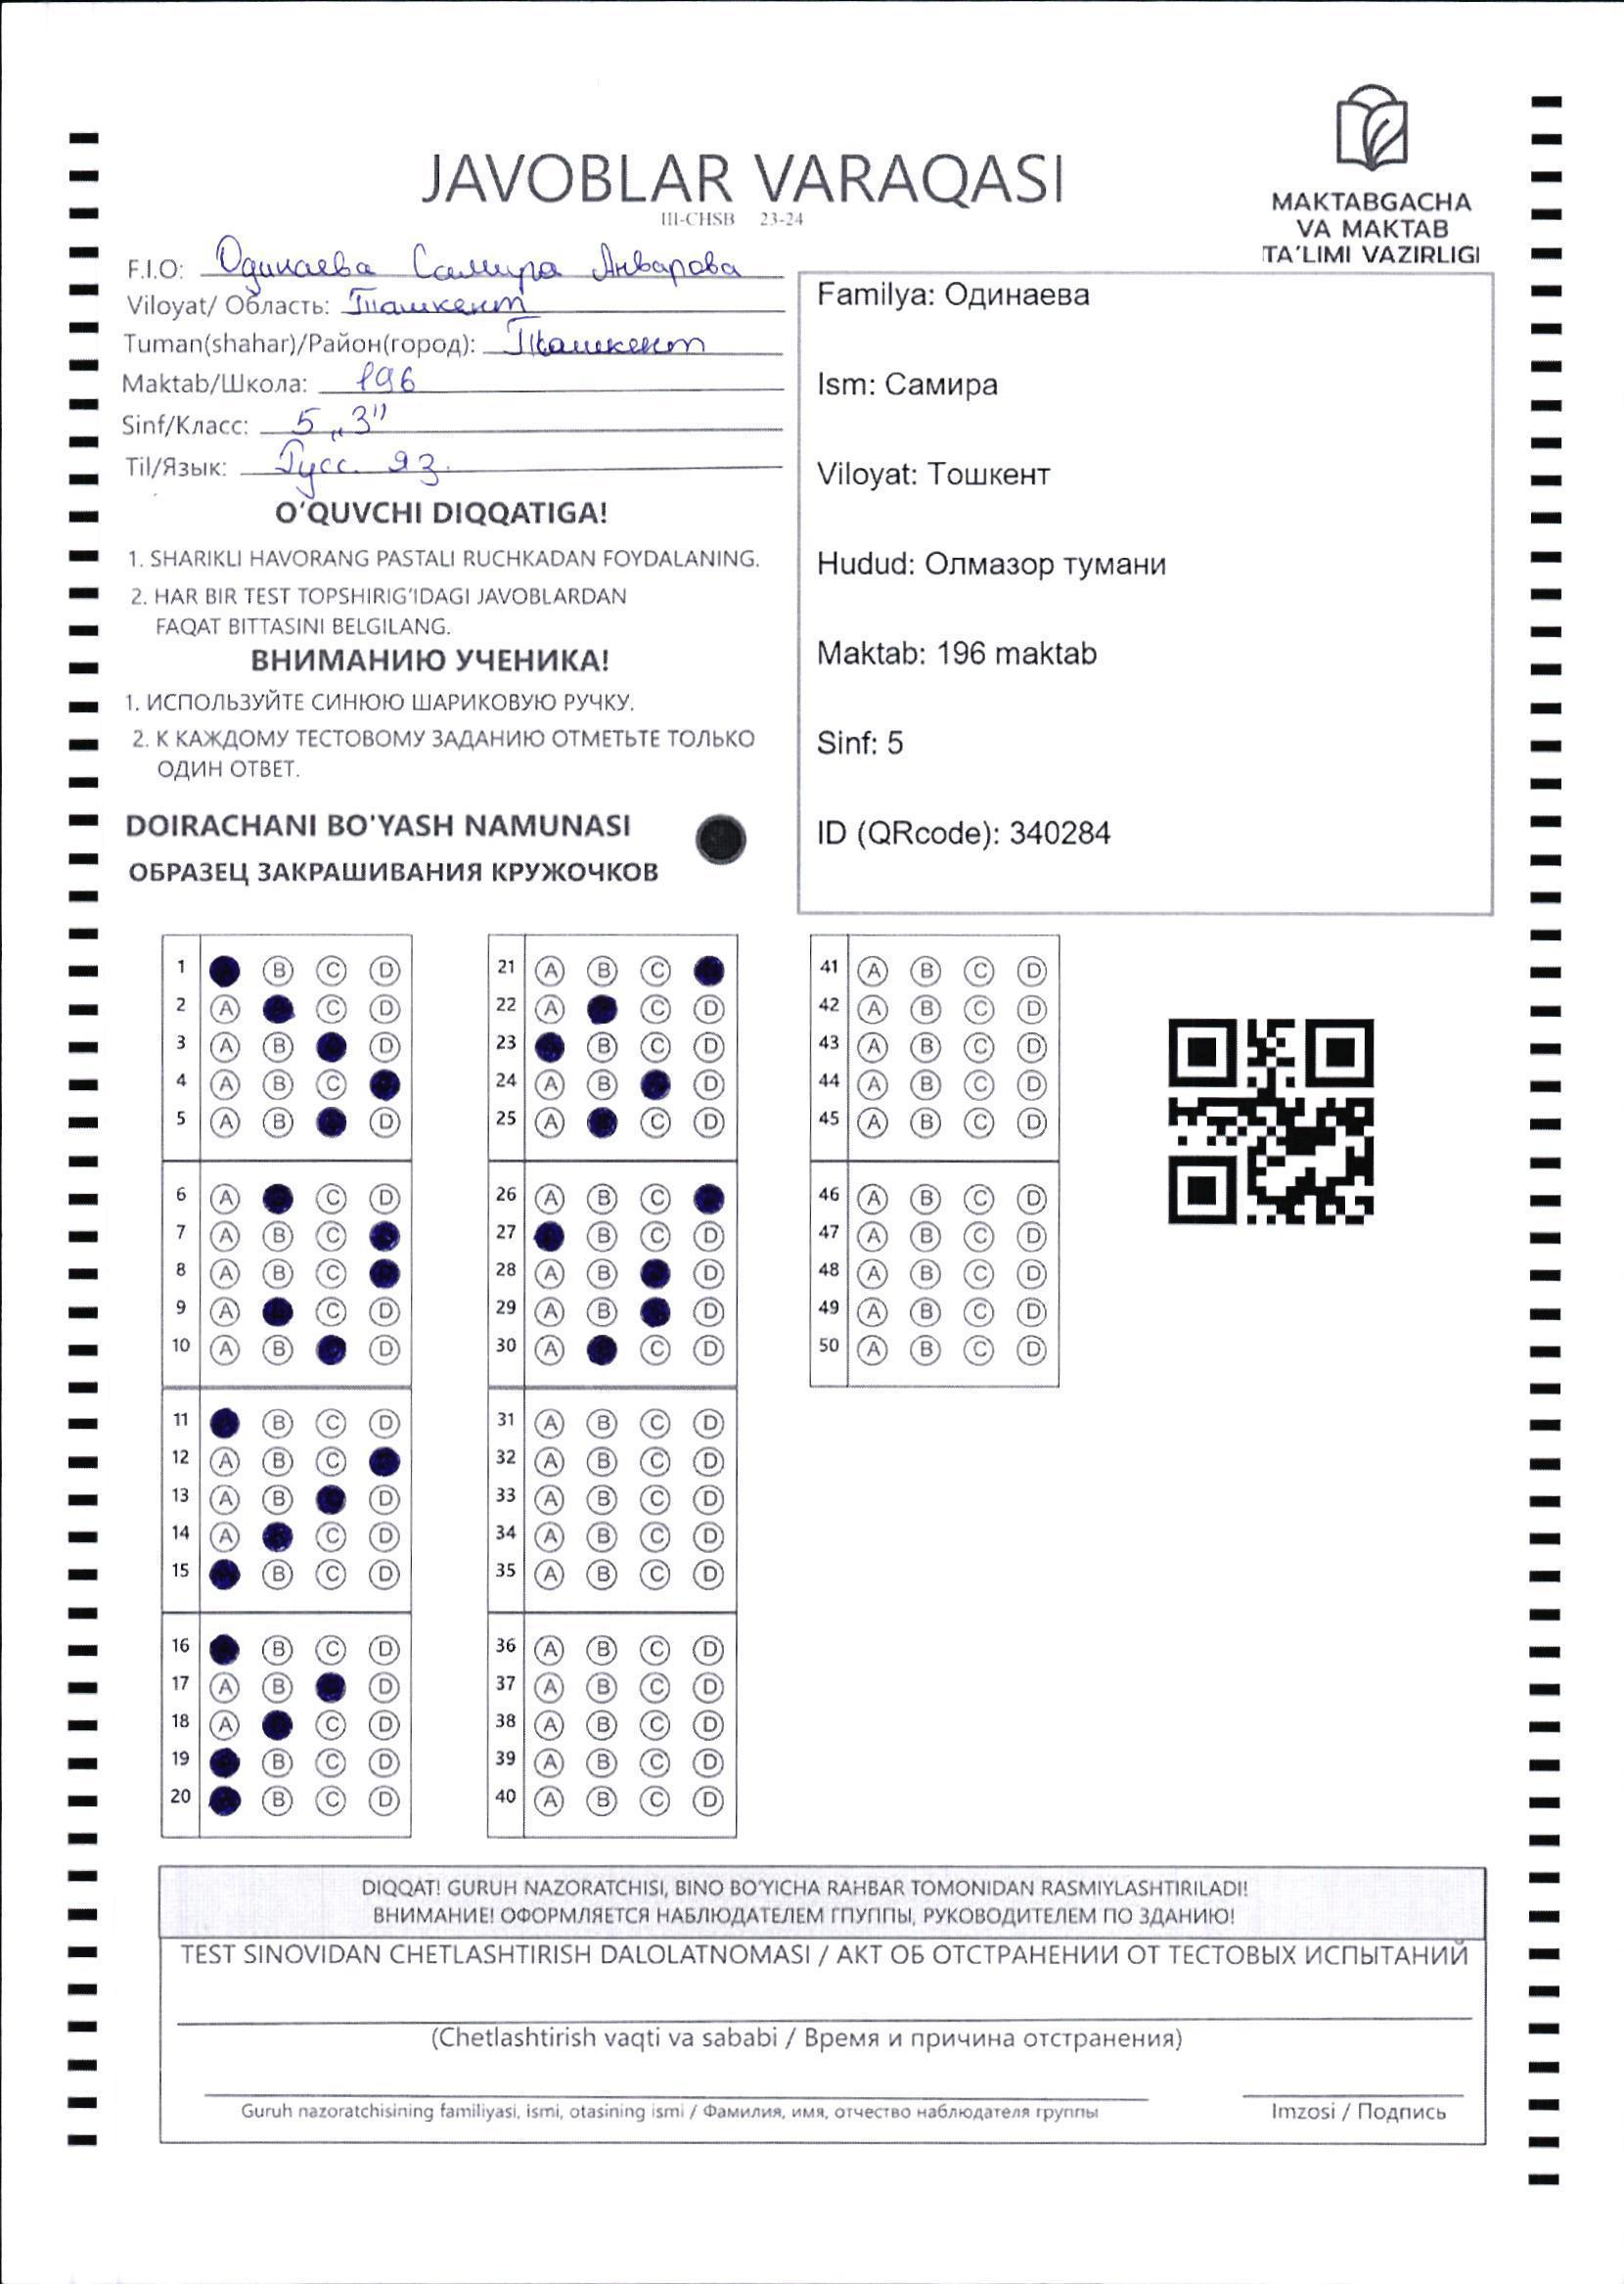 JAVOBLAR VARAQASI
III-CHSB 23-24
MAKTABGACHA
VA MAKTAB
TA'LIMI VAZIRLIGI
F.I.O: Одинаева Самира Анварова
Viloyat/ Область: Ташкент
Tuman(shahar)/Район(город): Ташкент
Maktab/Школа: 196
Sinf/Класс: 5 „З"
Til/Язык: Русс. яз.
O'QUVCHI DIQQATIGA!
1. SHARIKLI HAVORANG PASTALI RUCHKADAN FOYDALANING.
2. HAR BIR TEST TOPSHIRIG'IDAGI JAVOBLARDAN
FAQAT BITTASINI BELGILANG.
ВНИМАНИЮ УЧЕНИКА!
1. ИСПОЛЬЗУЙТЕ СИНЮЮ ШАРИКОВУЮ РУЧКУ.
2. К КАЖДОМУ ТЕСТОВОМУ ЗАДАНИЮ ОТМЕТЬТЕ ТОЛЬКО
ОДИН ОТВЕТ.
DOIRACHANI BO'YASH NAMUNASI
ОБРАЗЕЦ ЗАКРАШИВАНИЯ КРУЖОЧКОВ
Familya: Одинаева
Ism: Самира
Viloyat: Тошкент
Hudud: Олмазор тумани
Maktab: 196 maktab
Sinf: 5
ID (QRcode): 340284
1 B C D
2 A C D
3 A B D
4 A B C
5 A B D
6 A C D
7 A B C
8 A B C
9 A C D
10 A B D
11 B C D
12 A B C
13 A B D
14 A C D
15 B C D
16 B C D
17 A B D
18 A C D
19 B C D
20 B C D
21 A B C
22 A C D
23 B C D
24 A B D
25 A C D
26 A B C
27 B C D
28 A B D
29 A B D
30 A C D
31 A B C D
32 A B C D
33 A B C D
34 A B C D
35 A B C D
36 A B C D
37 A B C D
38 A B C D
39 A B C D
40 A B C D
41 A B C D
42 A B C D
43 A B C D
44 A B C D
45 A B C D
46 A B C D
47 A B C D
48 A B C D
49 A B C D
50 A B C D
DIQQAT! GURUH NAZORATCHISI, BINO BO'YICHA RAHBAR TOMONIDAN RASMIYLASHTIRILADI!
ВНИМАНИЕ! ОФОРМЛЯЕТСЯ НАБЛЮДАТЕЛЕМ ГПУППЫ, РУКОВОДИТЕЛЕМ ПО ЗДАНИЮ!
TEST SINOVIDAN CHETLASHTIRISH DALOLATNOMASI / АКТ ОБ ОТСТРАНЕНИИ ОТ ТЕСТОВЫХ ИСПЫТАНИЙ
(Chetlashtirish vaqti va sababi / Время и причина отстранения)
Guruh nazoratchisining familiyasi, ismi, otasining ismi / Фамилия, имя, отчество наблюдателя группы
Imzosi / Подпись